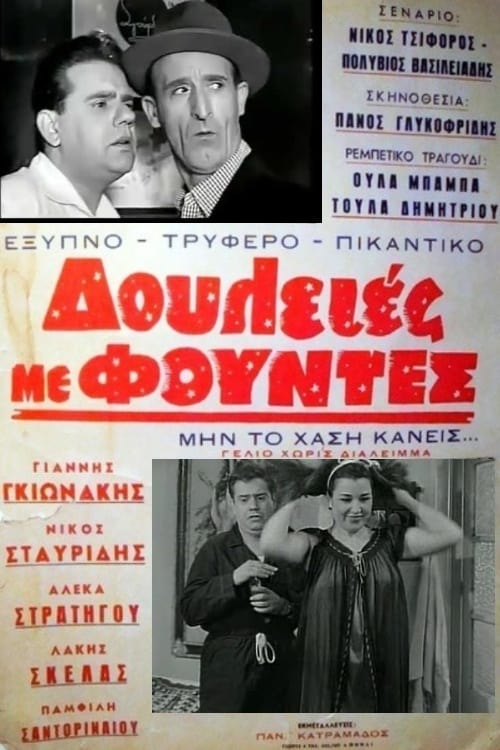 ΣΕΝΑΡΙΟ:
ΝΙΚΟΣ ΤΣΙΦΟΡΟΣ -
ΠΟΛΥΒΙΟΣ ΒΑΣΙΛΕΙΑΔΗΣ
ΣΚΗΝΟΘΕΣΙΑ:
ΠΑΝΟΣ ΓΛΥΚΟΦΡΙΔΗΣ
ΡΕΜΠΕΤΙΚΟ ΤΡΑΓΟΥΔΙ:
ΟΥΛΑ ΜΠΑΜΠΑ
ΤΟΥΛΑ ΔΗΜΗΤΡΙΟΥ
ΕΞΥΠΝΟ - ΤΡΥΦΕΡΟ - ΠΙΚΑΝΤΙΚΟ
Δουλειές
με ΦΟΥΝΤΕΣ
ΜΗΝ ΤΟ ΧΑΣΗ ΚΑΝΕΙΣ...
ΓΕΛΙΟ ΧΩΡΙΣ ΔΙΑΛΕΙΜΜΑ
ΓΙΑΝΝΗΣ
ΓΚΙΩΝΑΚΗΣ
ΝΙΚΟΣ
ΣΤΑΥΡΙΔΗΣ
ΑΛΕΚΑ
ΣΤΡΑΤΗΓΟΥ
ΛΑΚΗΣ
ΣΚΕΛΑΣ
ΠΑΜΦΙΛΗ
ΣΑΝΤΟΡΙΝΑΙΟΥ
ΕΚΜΕΤΑΛΛΕΥΣΙΣ:
ΠΑΝ. ΚΑΤΡΑΜΑΔΟΣ